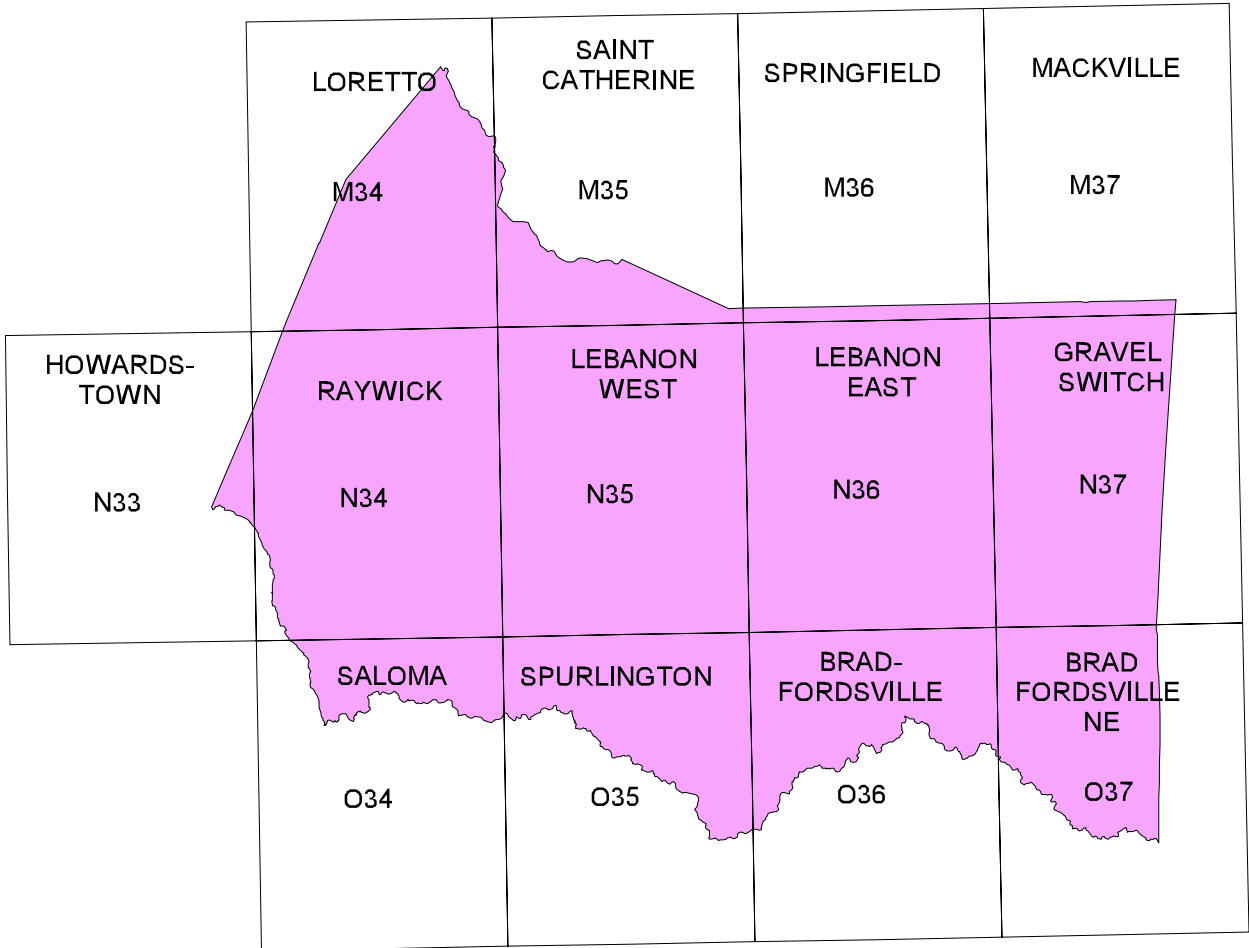 LORETTO
SAINT
CATHERINE
SPRINGFIELD
MACKVILLE
M34
M35
M36
M37
HOWARDS-
TOWN
RAYWICK
LEBANON
WEST
LEBANON
EAST
GRAVEL
SWITCH
N33
N34
N35
N36
N37
SALOMA
SPURLINGTON
BRAD-
FORDSVILLE
BRAD
FORDSVILLE
NE
O34
O35
O36
O37